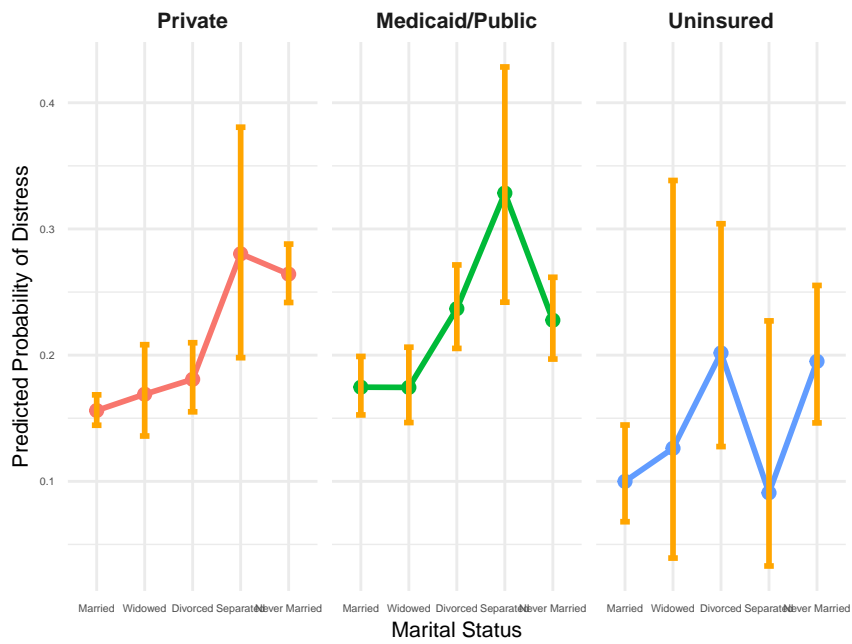 Private Medicaid/Public Uninsured
Predicted Probability of Distress
0.4
0.3
0.2
0.1
Married Widowed Divorced Separated Never Married Married Widowed Divorced Separated Never Married Married Widowed Divorced Separated Never Married
Marital Status